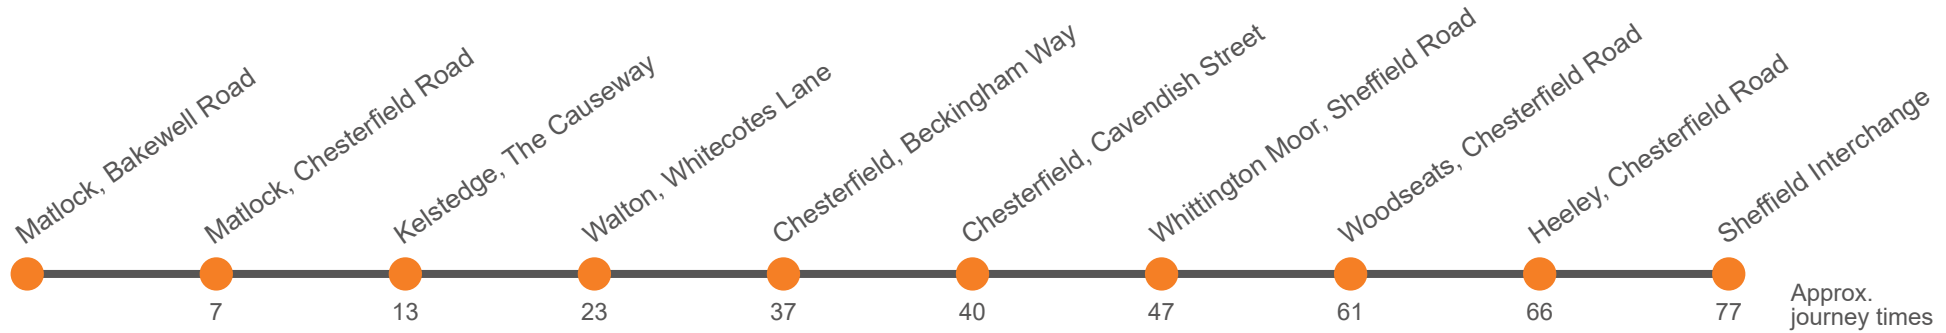 Matlock, Bakewell Road
Matlock, Chesterfield Road
Kelstedge, The Causeway
Walton, Whitecotes Lane
Chesterfield, Beckingham Way
Chesterfield, Cavendish Street
Whittington Moor, Sheffield Road
Woodseats, Chesterfield Road
Heeley, Chesterfield Road
Sheffield Interchange
7
13
23
37
40
47
61
66
77
Approx.
journey times